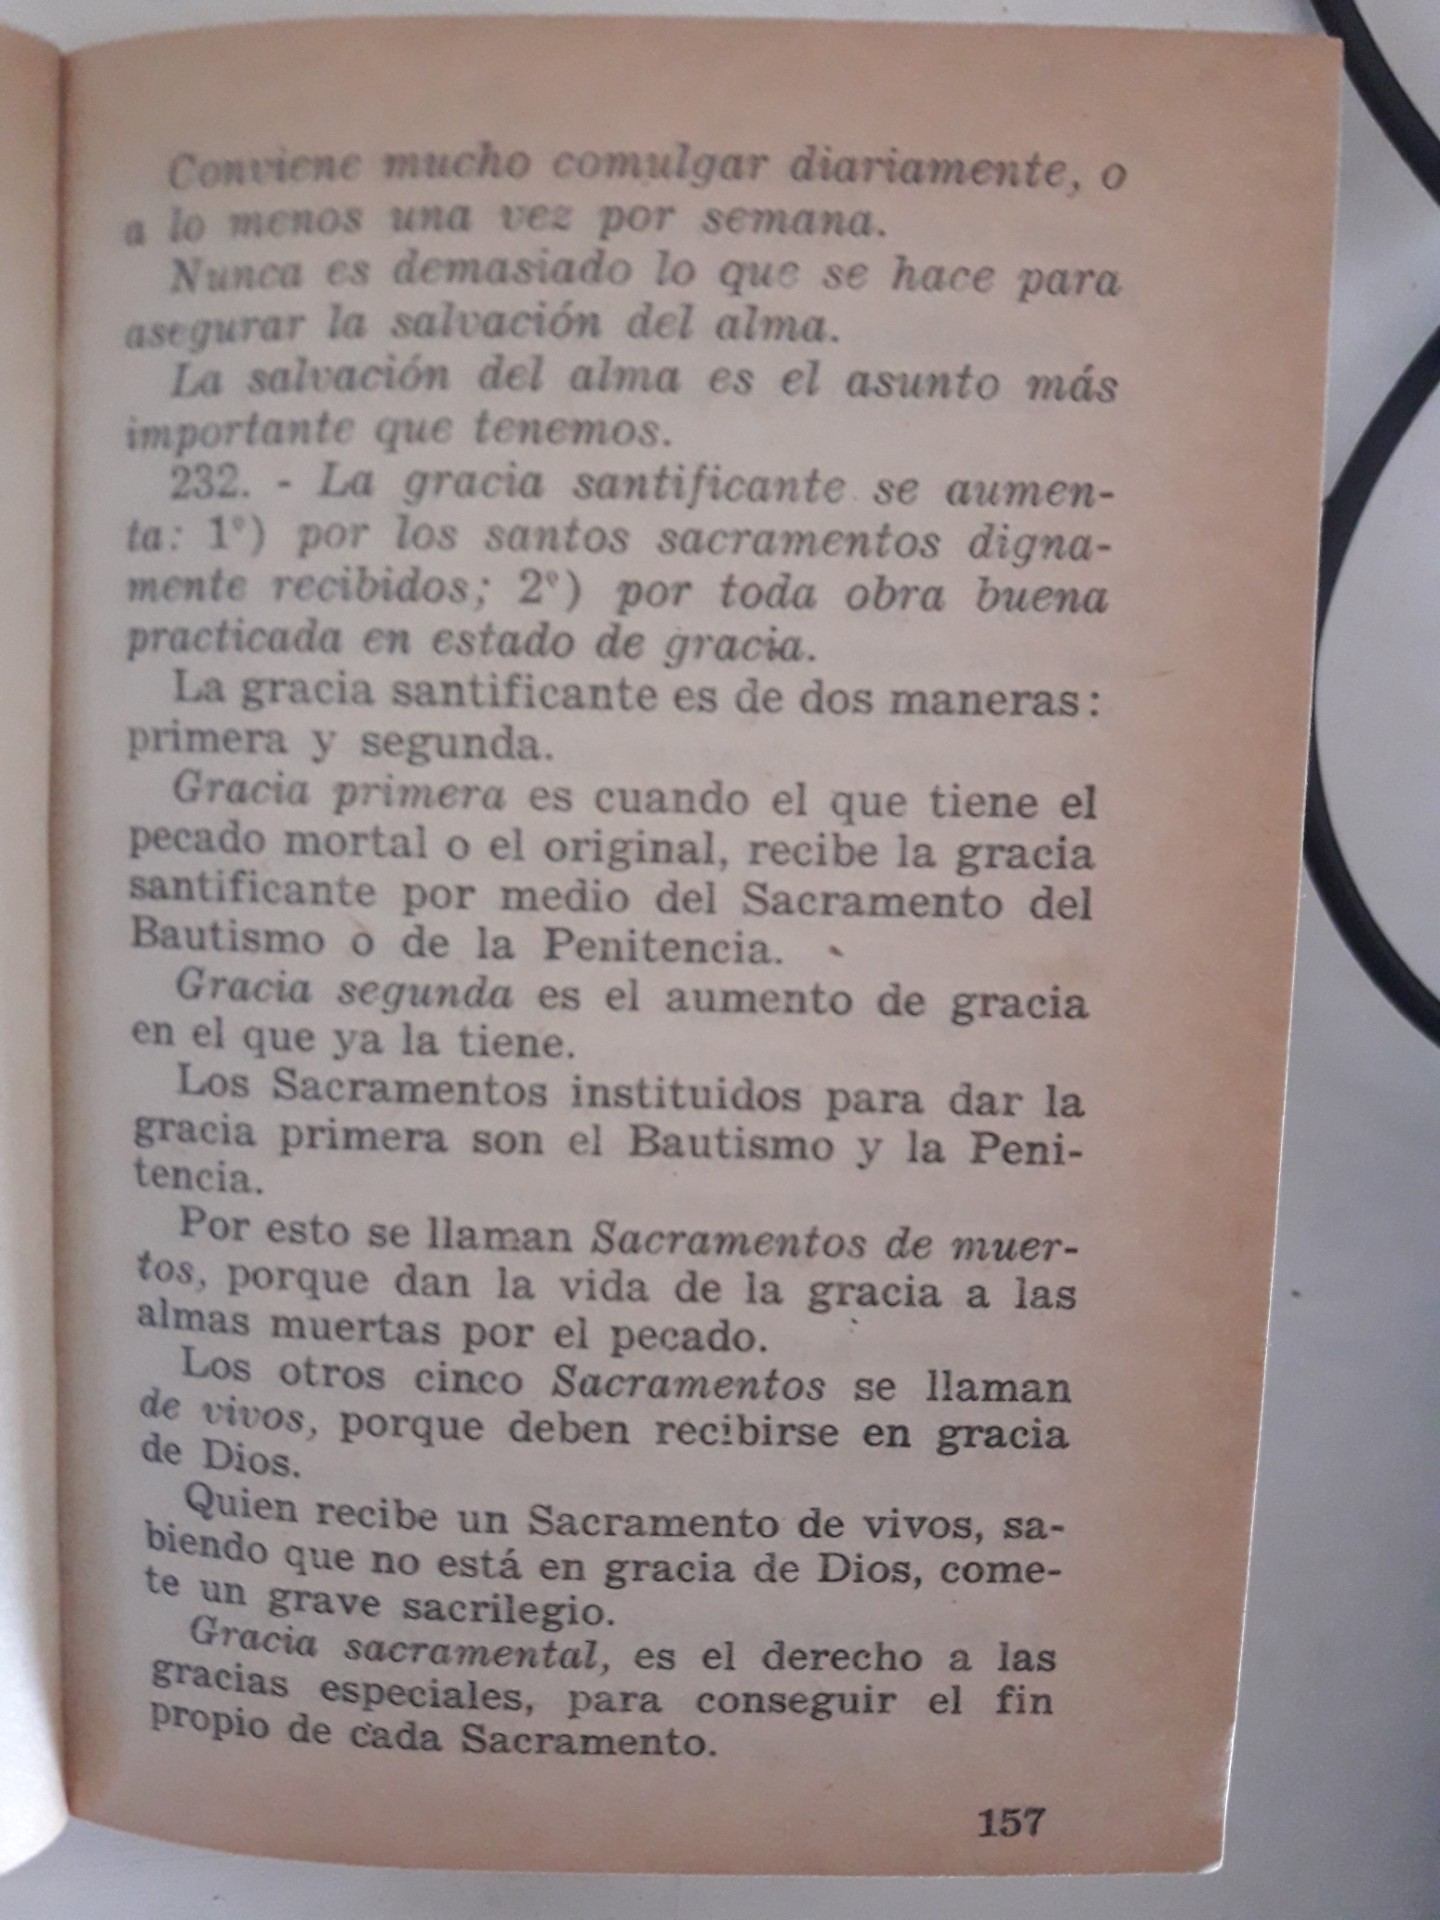 Conviene mucho comulgar diariamente, o
a lo menos una vez por semana.
Nunca es demasiado lo que se hace para
asegurar la salvación del alma.
La salvación del alma es el asunto más
importante que tenemos.
232. - La gracia santificante se aumen-
ta: 1º) por los santos sacramentos digna-
mente recibidos; 2º) por toda obra buena
practicada en estado de gracia.
La gracia santificante es de dos maneras:
primera y segunda.
Gracia primera es cuando el que tiene el
pecado mortal o el original, recibe la gracia
santificante por medio del Sacramento del
Bautismo o de la Penitencia.
Gracia segunda es el aumento de gracia
en el que ya la tiene.
Los Sacramentos instituidos para dar la
gracia primera son el Bautismo y la Peni-
tencia.
Por esto se llaman Sacramentos de muer-
tos, porque dan la vida de la gracia a las
almas muertas por el pecado.
Los otros cinco Sacramentos se llaman
de vivos, porque deben recibirse en gracia
de Dios.
Quien recibe un Sacramento de vivos, sa-
biendo que no está en gracia de Dios, come-
te un grave sacrilegio.
Gracia sacramental, es el derecho a las
gracias especiales, para conseguir el fin
propio de cada Sacramento.
157